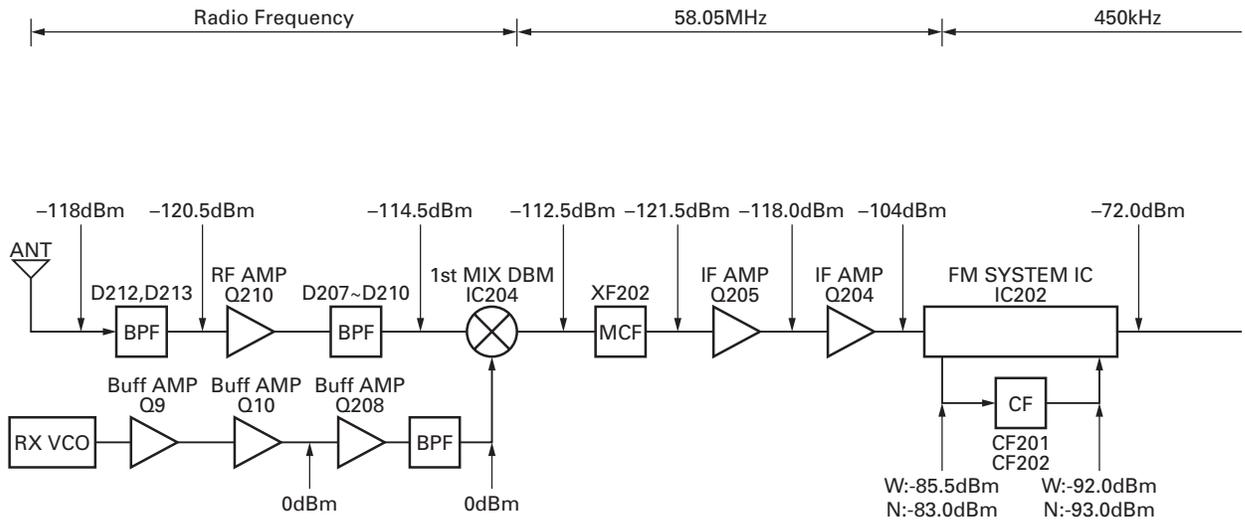 Radio Frequency
58.05MHz
450kHz
–118dBm
–120.5dBm
–114.5dBm
–112.5dBm
–121.5dBm
–118.0dBm
–104dBm
–72.0dBm
ANT
D212,D213
BPF
RF AMP
Q210
D207~D210
BPF
1st MIX DBM
IC204
XF202
MCF
IF AMP
Q205
IF AMP
Q204
FM SYSTEM IC
IC202
RX VCO
Buff AMP
Q9
Buff AMP
Q10
Buff AMP
Q208
BPF
CF
CF201
CF202
0dBm
0dBm
W:-85.5dBm
N:-83.0dBm
W:-92.0dBm
N:-93.0dBm